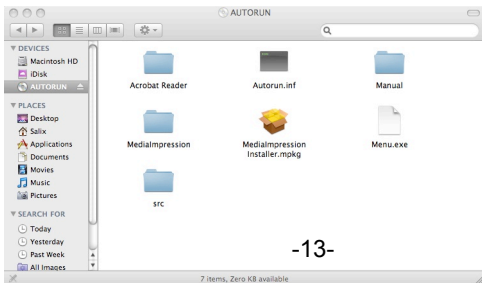 AUTORUN
DEVICES
Macintosh HD
iDisk
AUTORUN
PLACES
Desktop
Salix
Applications
Documents
Movies
Music
Pictures
SEARCH FOR
Today
Yesterday
Past Week
All Images
Acrobat Reader
Autorun.inf
Manual
MediaImpression
MediaImpression
Installer.mpkg
Menu.exe
src
-13-
7 items, Zero KB available